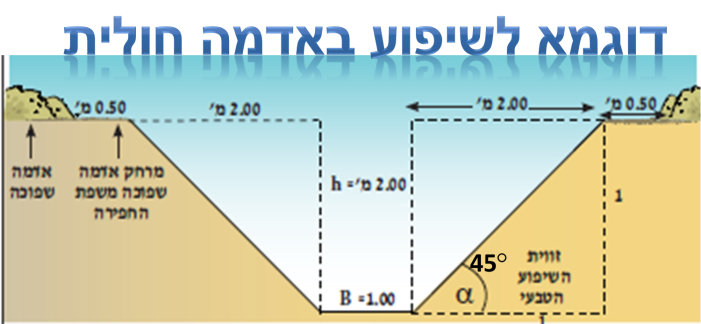 דוגמא לשיפוע באדמה חולית
0.50 מ׳
2.00 מ׳
2.00 מ׳
0.50 מ׳
אדמה
שפוכה
מרחק אדמה
שפוכה משפת
החפירה
h = 2.00 מ׳
1
45°
זווית
השיפוע
הטבעי
α
B =1.00
1